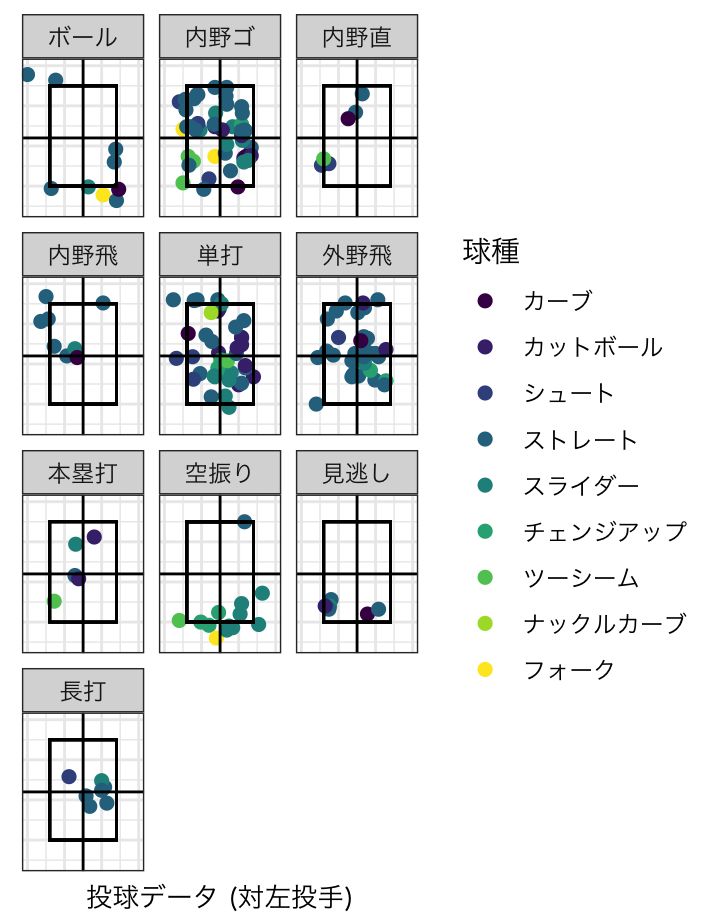 ボール
内野ゴ
内野直
内野飛
単打
外野飛
本塁打
空振り
見逃し
長打
球種
カーブ
カットボール
シュート
ストレート
スライダー
チェンジアップ
ツーシーム
ナックルカーブ
フォーク
投球データ (対左投手)